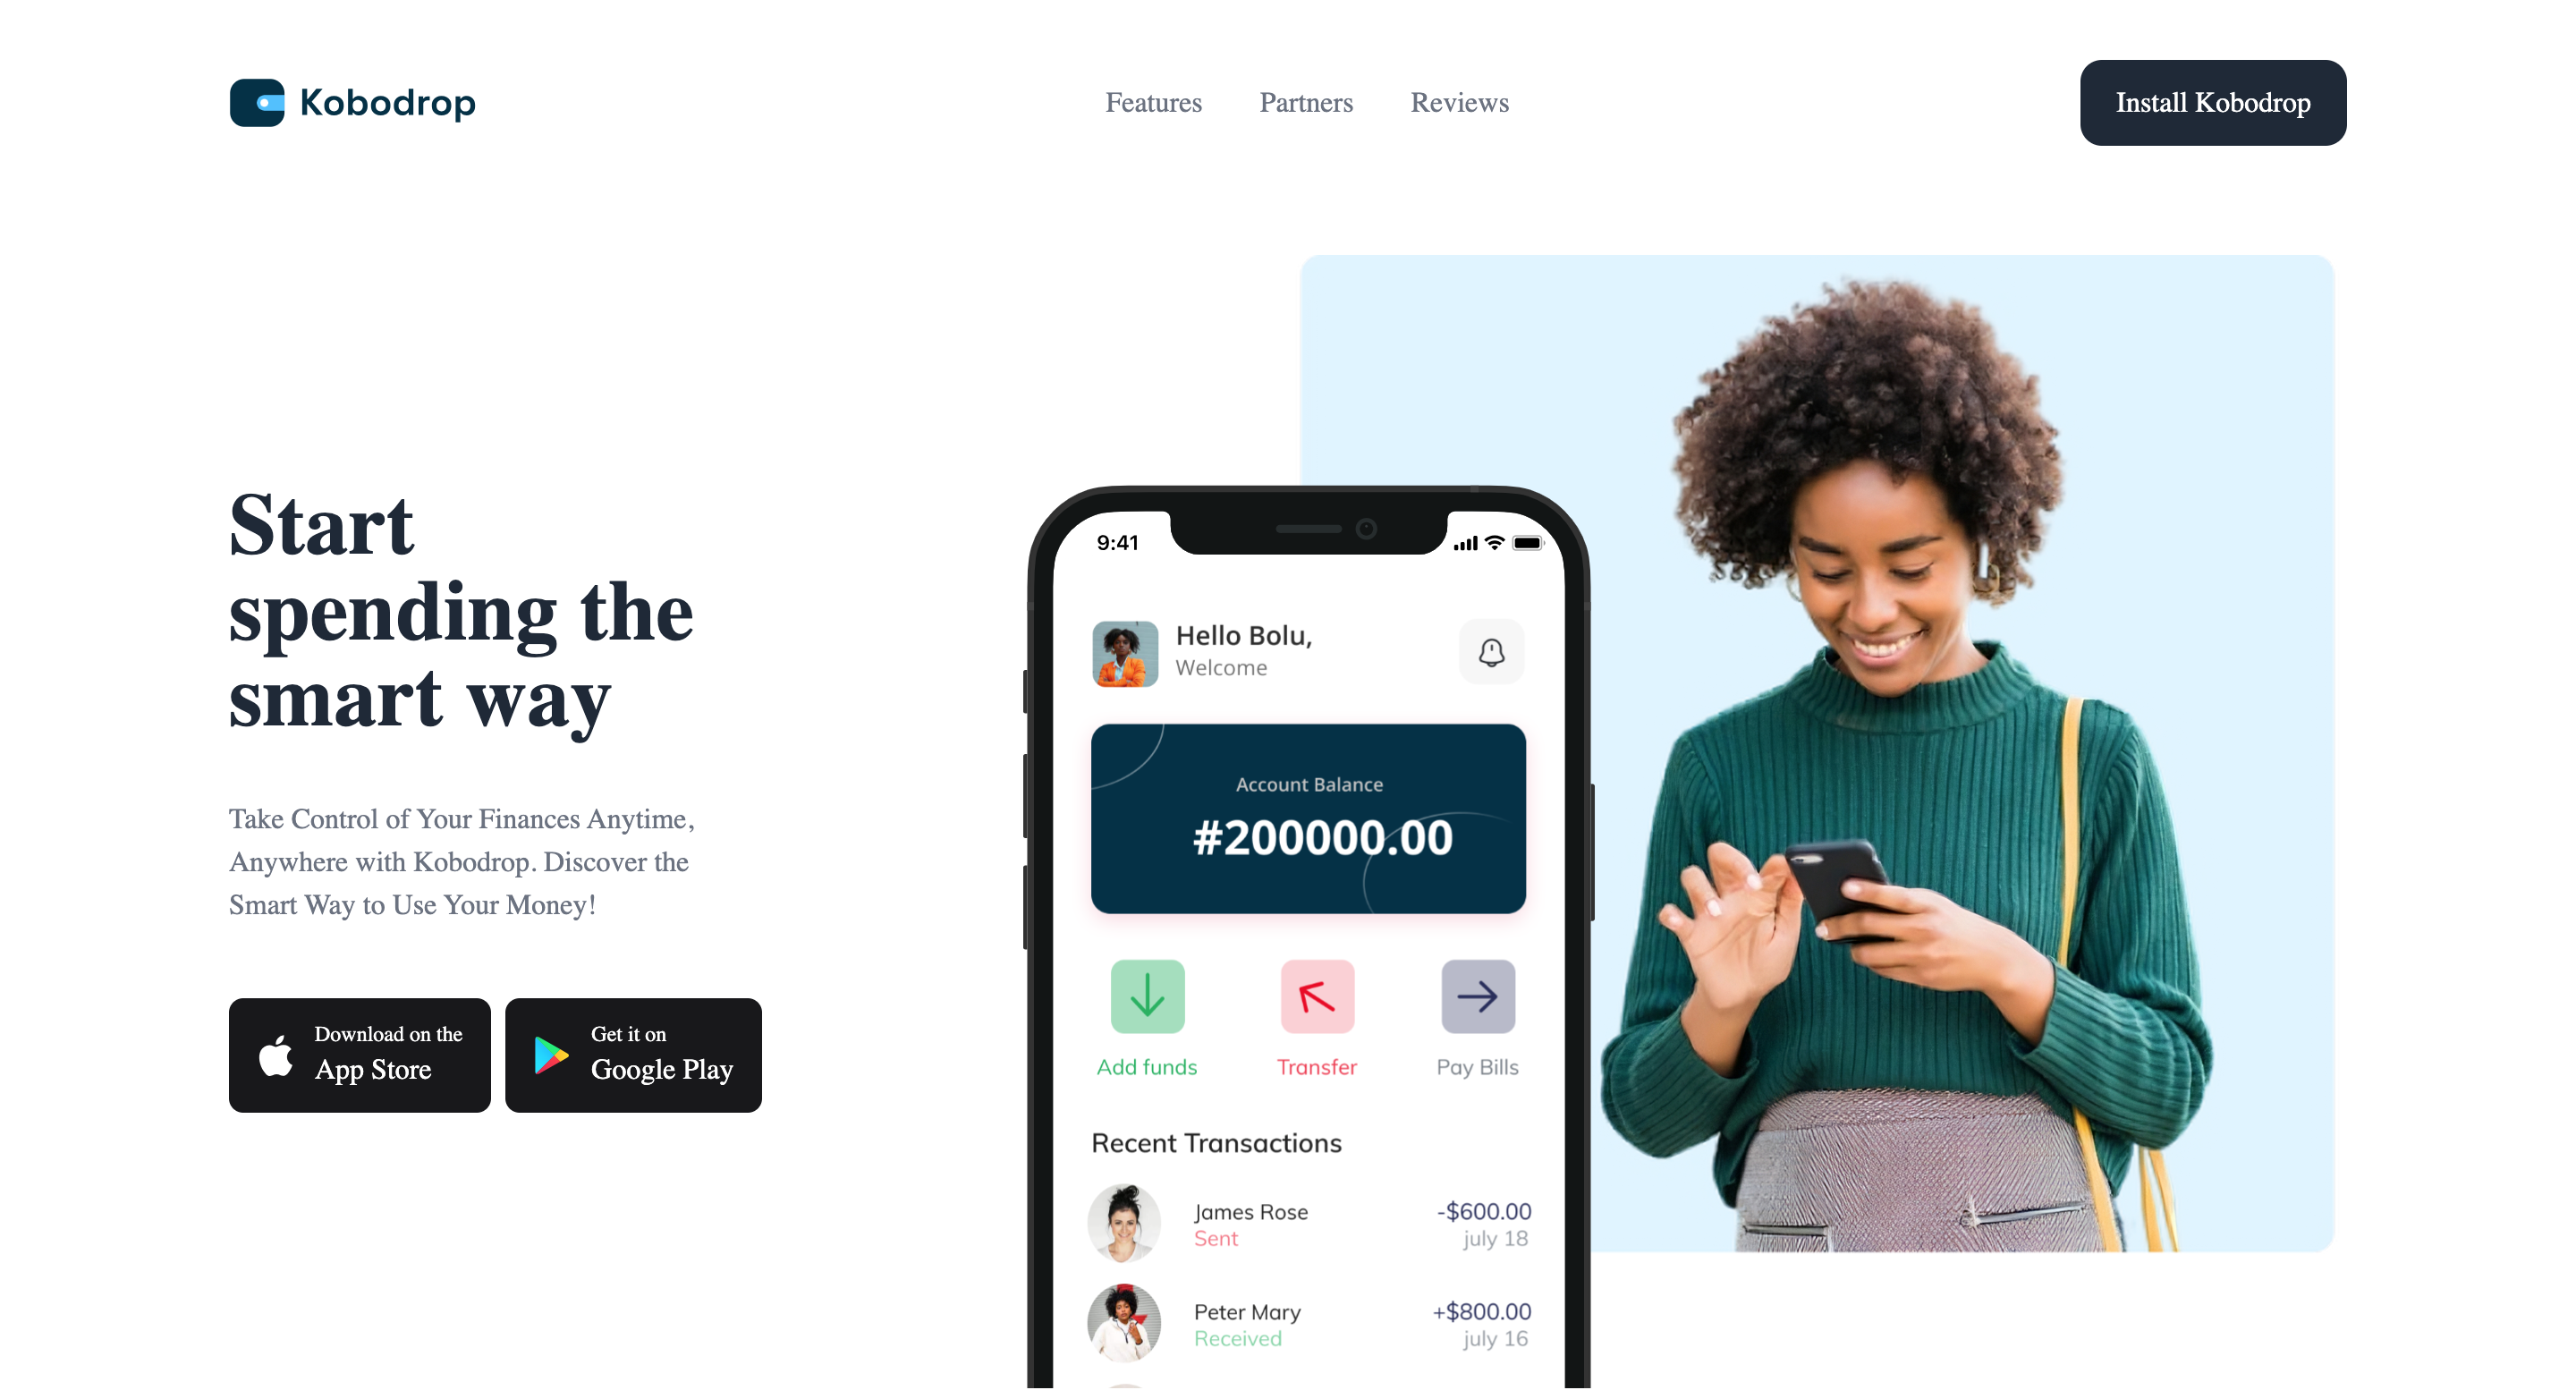 Kobodrop
Features
Partners
Reviews
Install Kobodrop
Start
spending the
smart way
Take Control of Your Finances Anytime,
Anywhere with Kobodrop. Discover the
Smart Way to Use Your Money!
Download on the
App Store
Get it on
Google Play
9:41
Hello Bolu,
Welcome
Account Balance
#200000.00
Add funds
Transfer
Pay Bills
Recent Transactions
James Rose -$600.00
Sent july 18
Peter Mary +$800.00
Received july 16